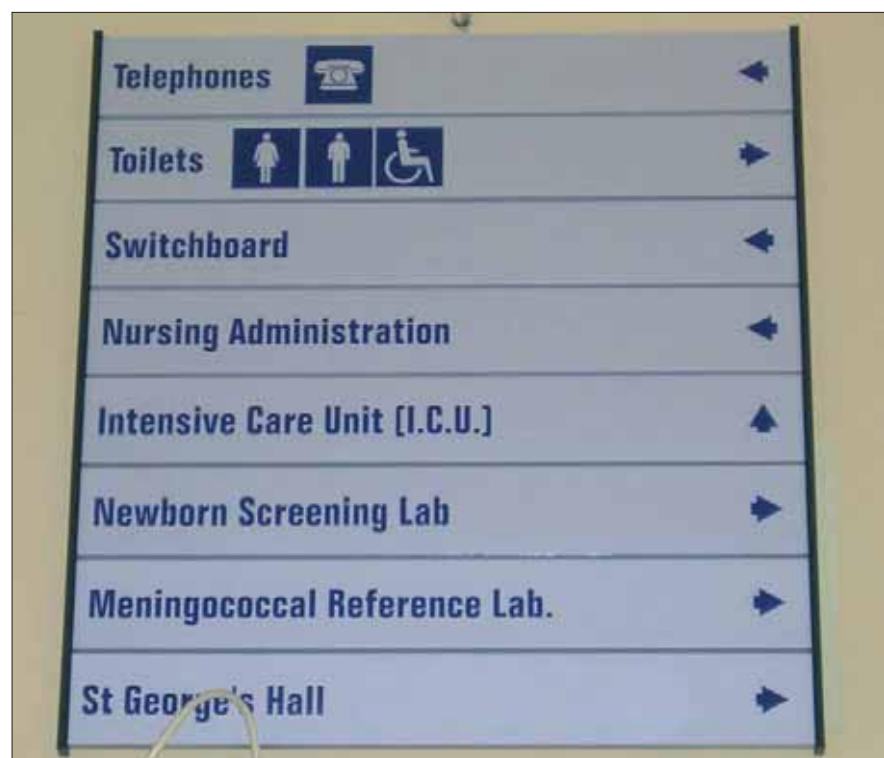 Telephones
Toilets
Switchboard
Nursing Administration
Intensive Care Unit [I.C.U.]
Newborn Screening Lab
Meningococcal Reference Lab.
St George's Hall